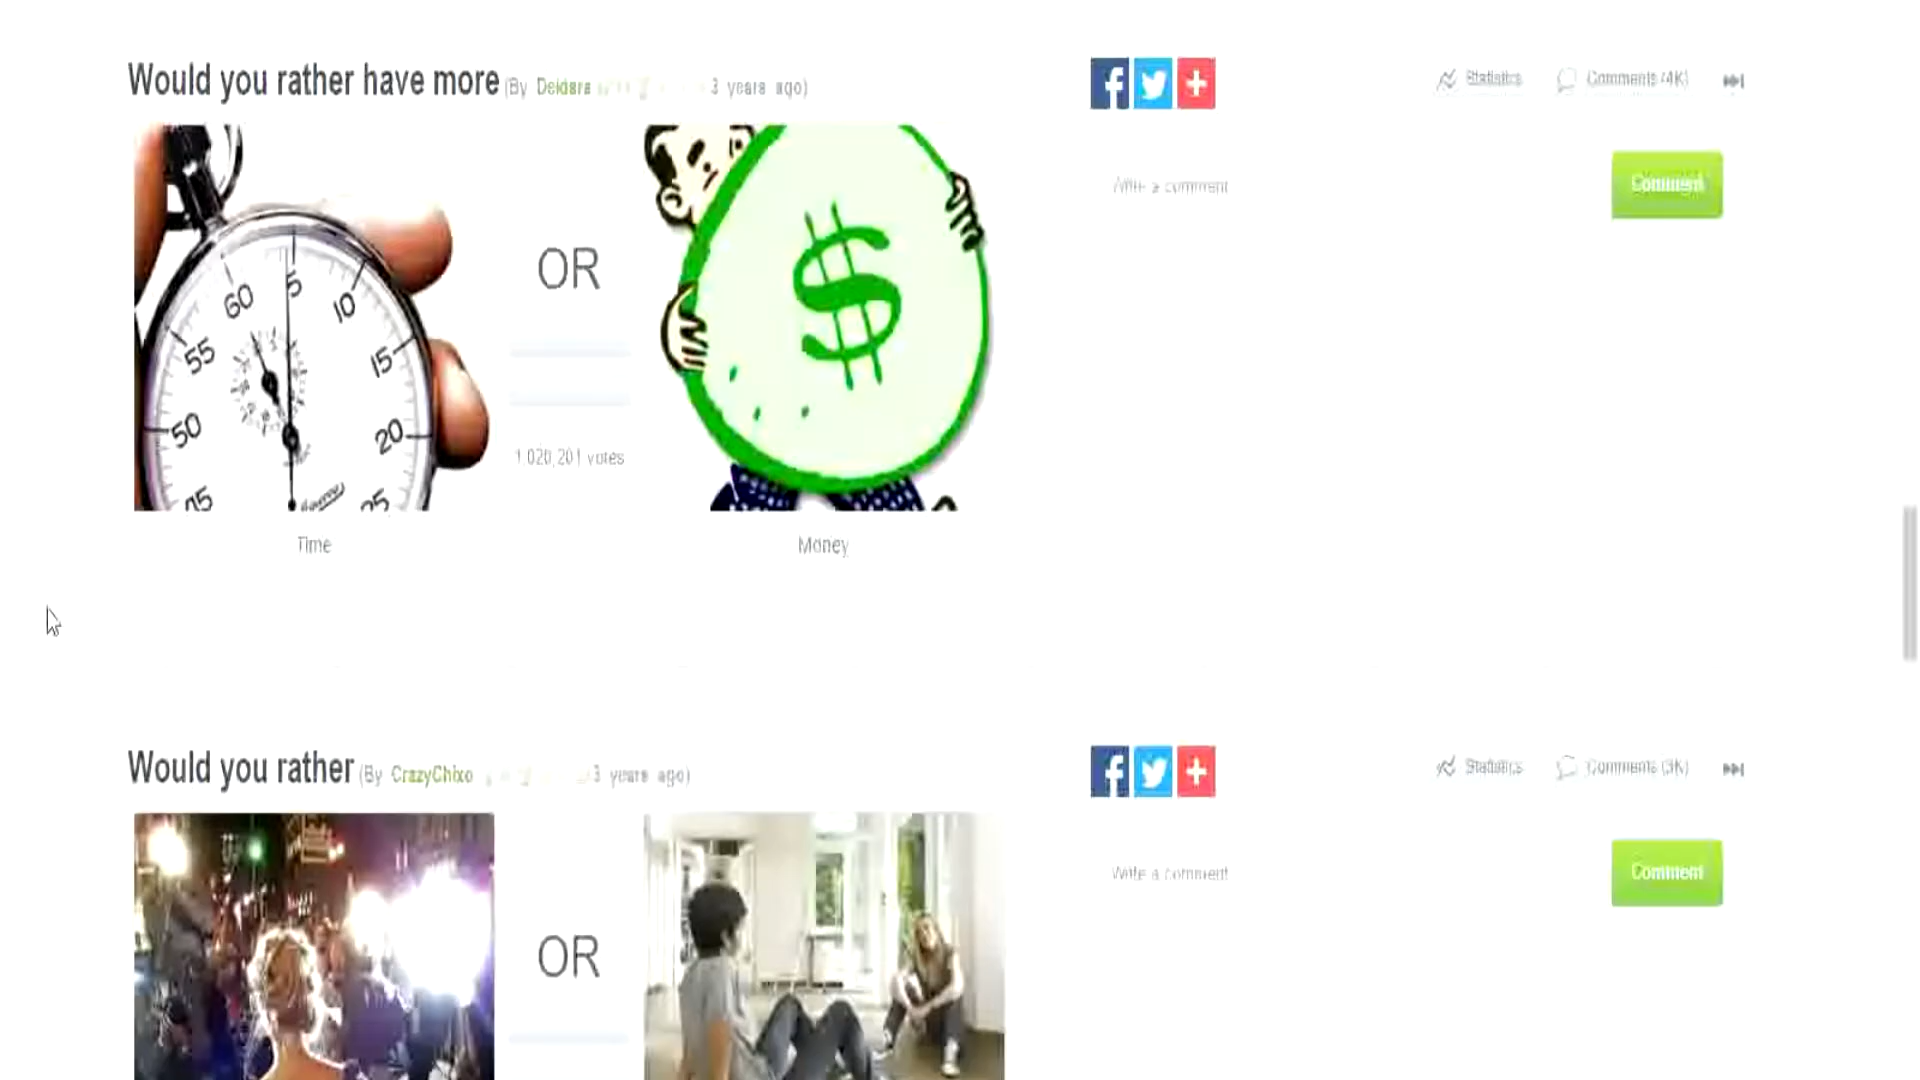 Would you rather have more (By Deidara 3 years ago)
Statistics Comments (4K)
Write a comment
Comment
60 5 10
55 15
50 20
25
OR
$
1,020,201 votes
Time
Money
Would you rather (By CrazyChixo 3 years ago)
Statistics Comments (3K)
Write a comment
Comment
OR